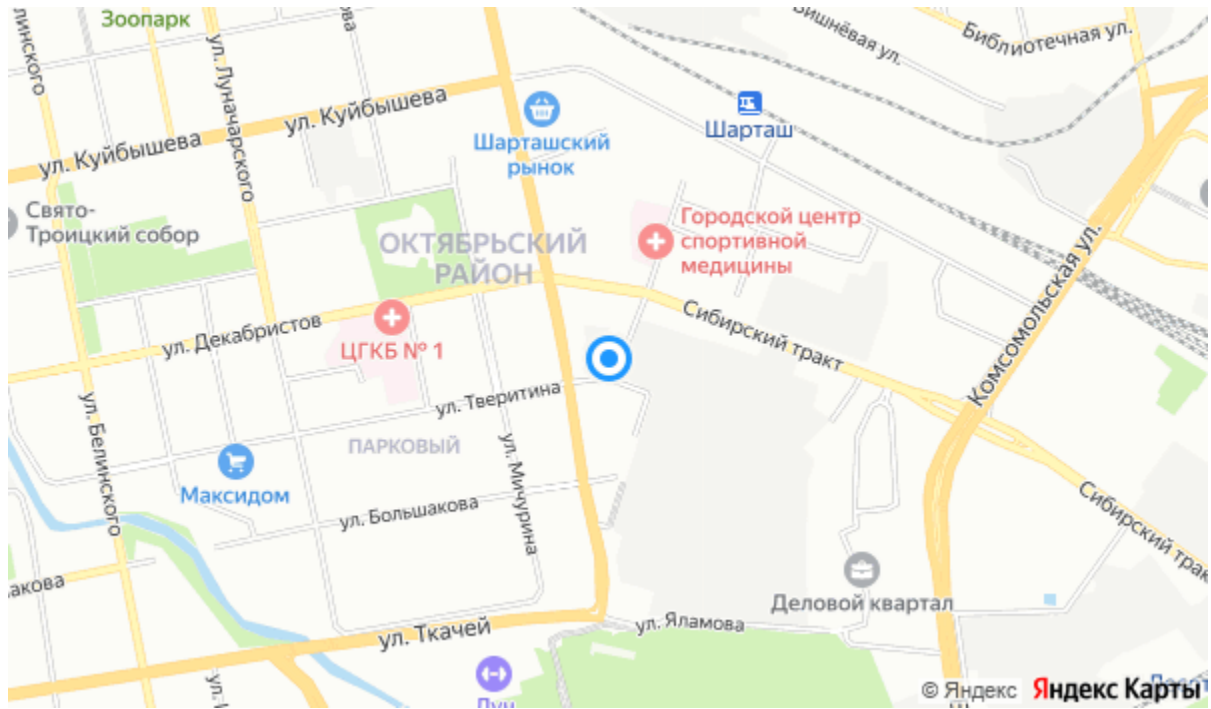 Зоопарк
ул. Луначарского
Вишнёвая ул.
Библиотечная ул.
ул. Куйбышева
ул. Куйбышева
Шарташский
рынок
Шарташ
Свято-
Троицкий собор
ОКТЯБРЬСКИЙ
РАЙОН
Городской центр
спортивной
медицины
Комсомольская ул.
ул. Декабристов
ЦГКБ № 1
Сибирский тракт
ул. Тверитина
ул. Белинского
ПАРКОВЫЙ
ул. Мичурина
Максидом
ул. Большакова
Сибирский трак
акова
Деловой квартал
ул. Ткачей
ул. Яламова
© Яндекс Яндекс Карты